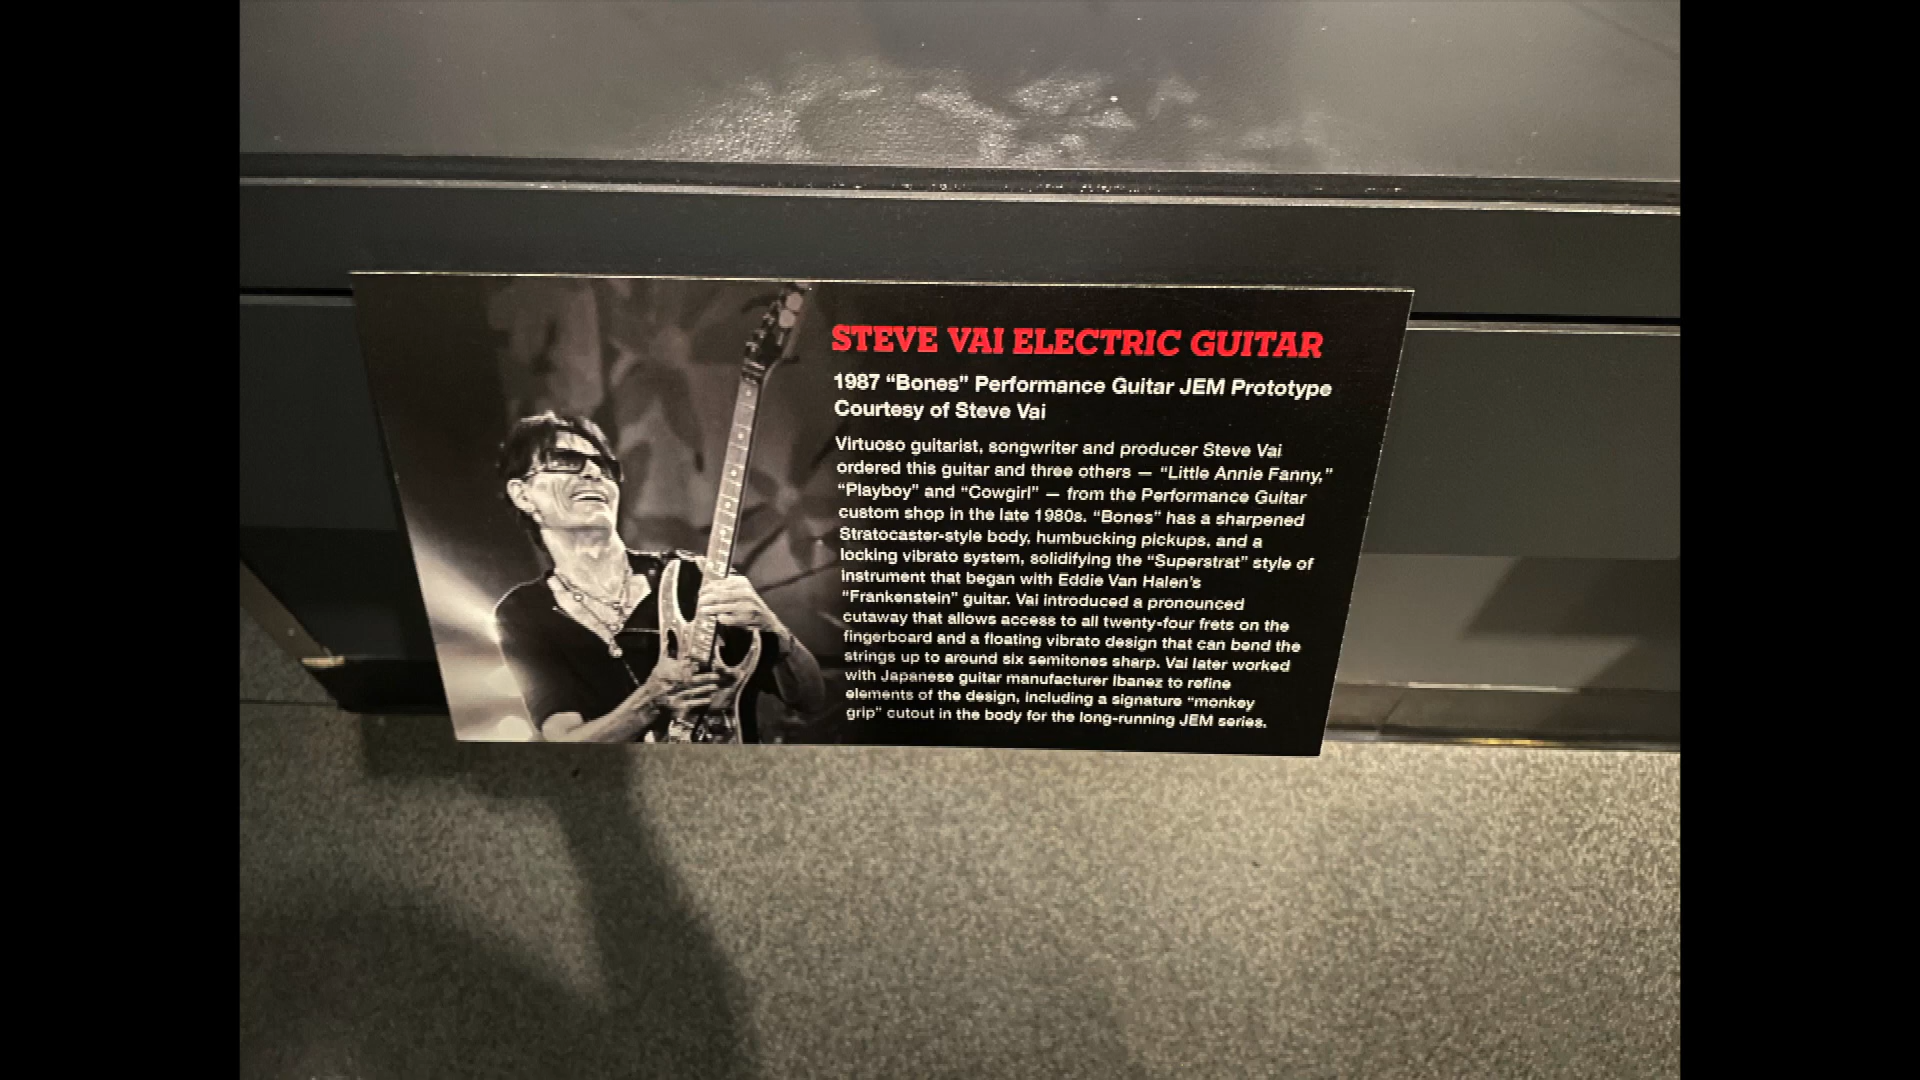 STEVE VAI ELECTRIC GUITAR
1987 “Bones” Performance Guitar JEM Prototype
Courtesy of Steve Vai
Virtuoso guitarist, songwriter and producer Steve Vai
ordered this guitar and three others — “Little Annie Fanny,”
“Playboy” and “Cowgirl” — from the Performance Guitar
custom shop in the late 1980s. “Bones” has a sharpened
Stratocaster-style body, humbucking pickups, and a
locking vibrato system, solidifying the “Superstrat” style of
instrument that began with Eddie Van Halen’s
“Frankenstein” guitar. Vai introduced a pronounced
cutaway that allows access to all twenty-four frets on the
fingerboard and a floating vibrato design that can bend the
strings up to around six semitones sharp. Vai later worked
with Japanese guitar manufacturer Ibanez to refine
elements of the design, including a signature “monkey
grip” cutout in the body for the long-running JEM series.